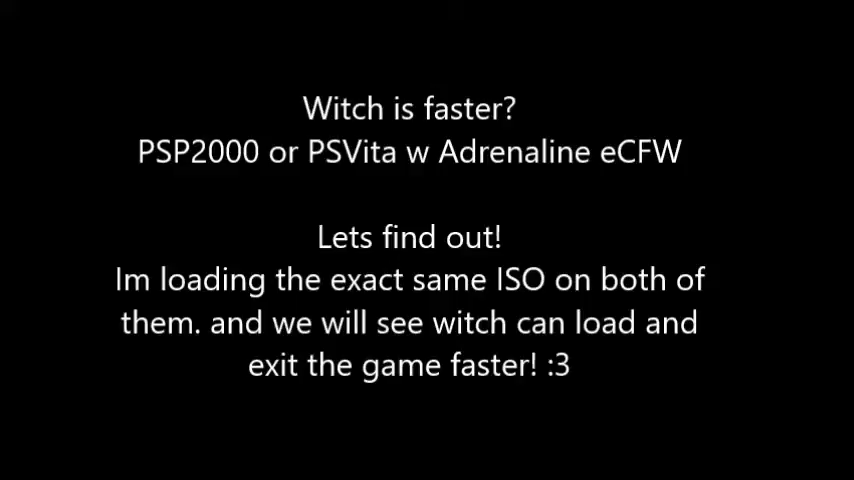 Witch is faster?
PSP2000 or PSVita w Adrenaline eCFW
Lets find out!
Im loading the exact same ISO on both of
them. and we will see witch can load and
exit the game faster! :3